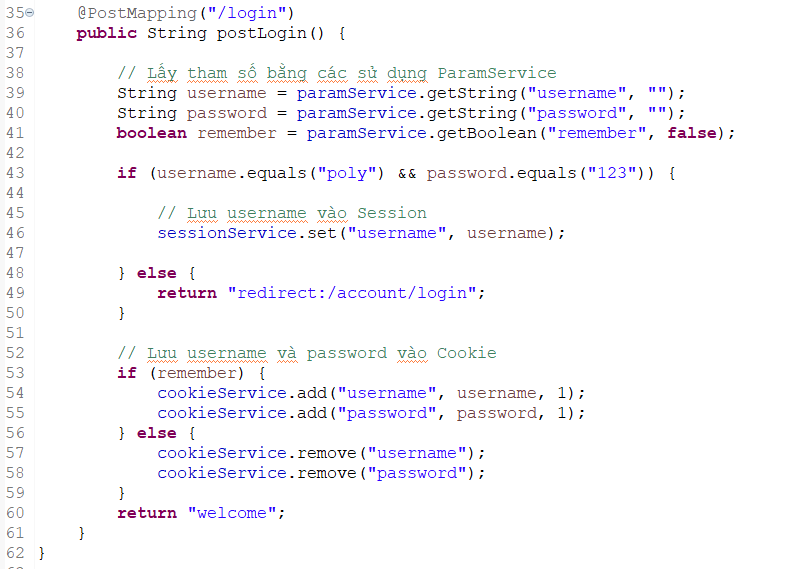 35 @PostMapping("/login")
36 public String postLogin() {
37
38 // Lấy tham số bằng các sử dụng ParamService
39 String username = paramService.getString("username", "");
40 String password = paramService.getString("password", "");
41 boolean remember = paramService.getBoolean("remember", false);
42
43 if (username.equals("poly") && password.equals("123")) {
44
45 // Lưu username vào Session
46 sessionService.set("username", username);
47
48 } else {
49 return "redirect:/account/login";
50 }
51
52 // Lưu username và password vào Cookie
53 if (remember) {
54 cookieService.add("username", username, 1);
55 cookieService.add("password", password, 1);
56 } else {
57 cookieService.remove("username");
58 cookieService.remove("password");
59 }
60 return "welcome";
61 }
62 }